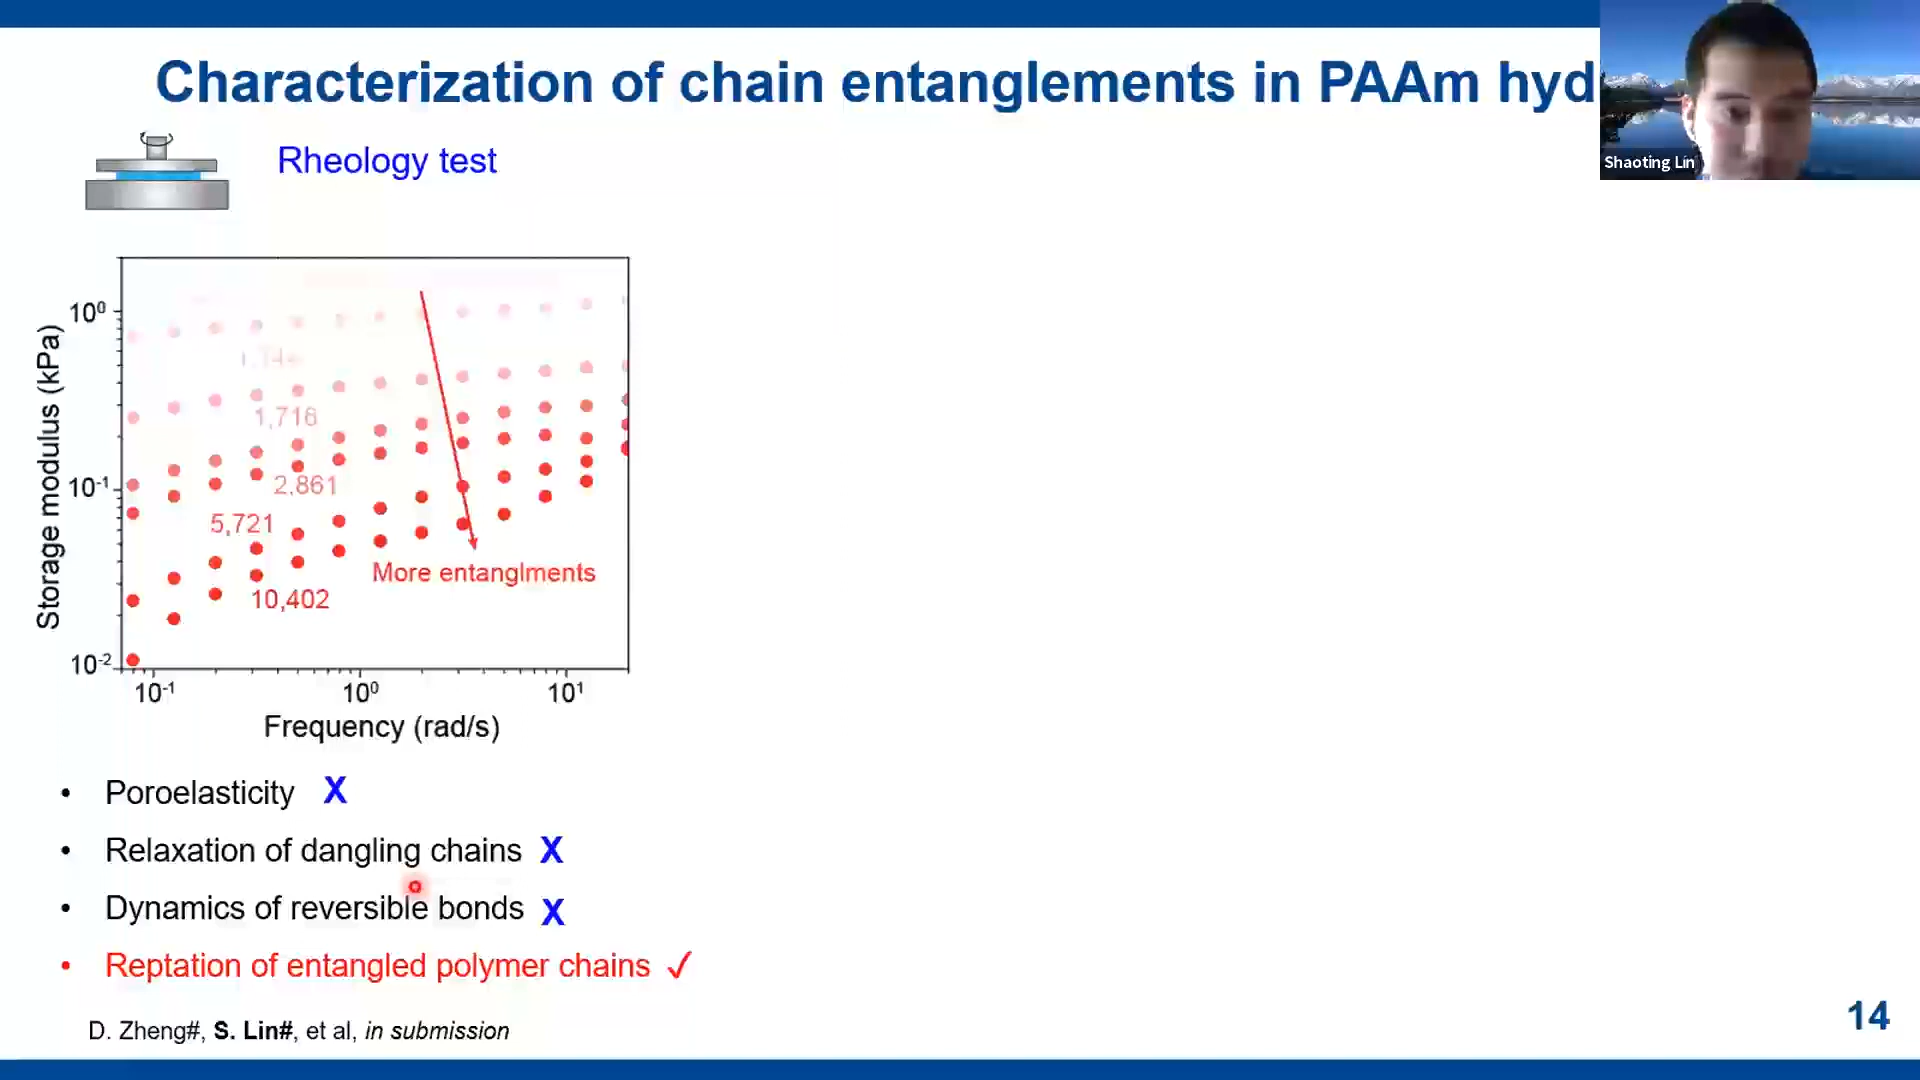 Characterization of chain entanglements in PAAm hyd
Shaoting Lin
Rheology test
Storage modulus (kPa)
10⁰
10⁻¹
10⁻²
1,718
2,861
5,721
10,402
More entanglments
10⁻¹ 10⁰ 10¹
Frequency (rad/s)
• Poroelasticity X
• Relaxation of dangling chains X
• Dynamics of reversible bonds X
• Reptation of entangled polymer chains ✓
D. Zheng#, S. Lin#, et al, in submission
14